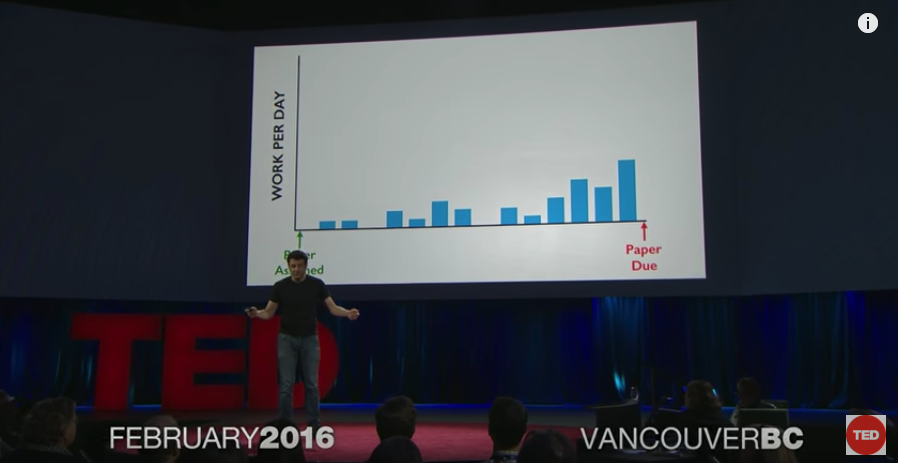 WORK PER DAY
Paper
Due
TED
FEBRUARY2016
VANCOUVERBC
TED